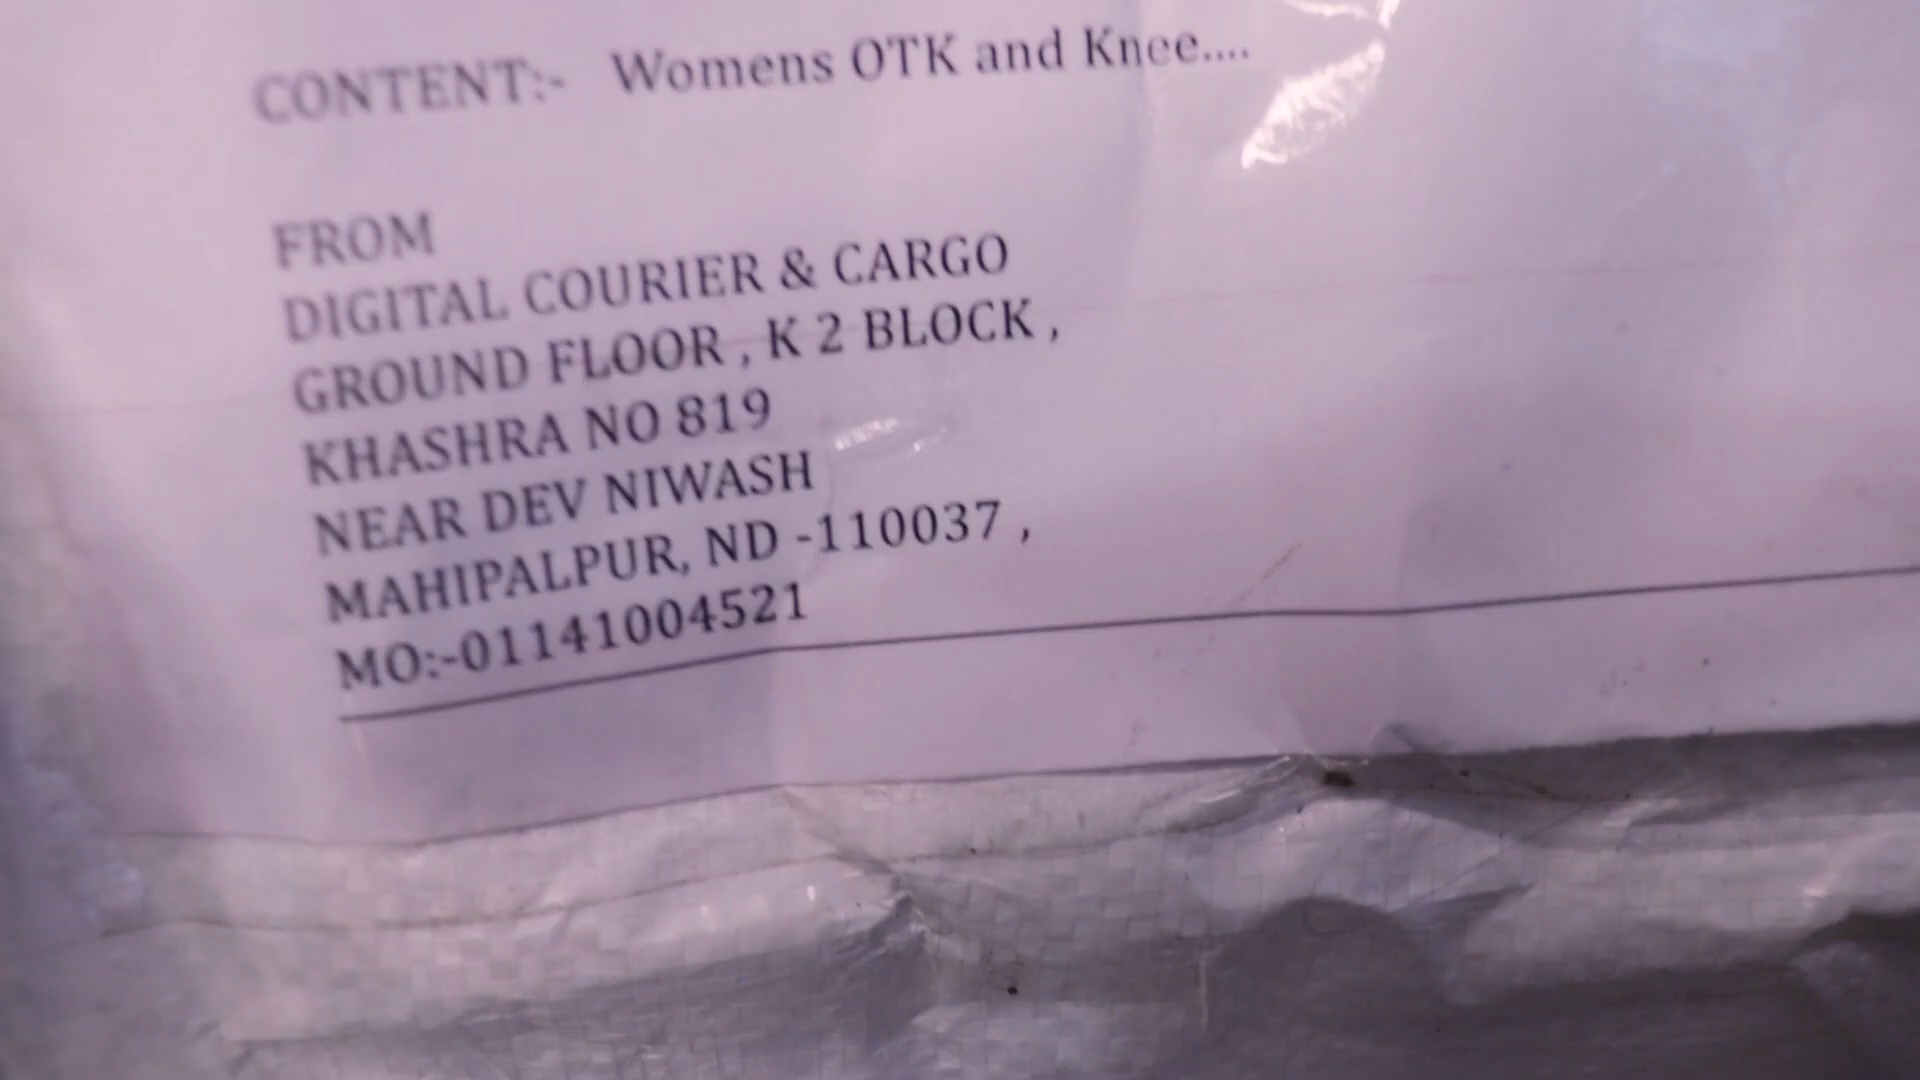 CONTENT:- Womens OTK and Knee....
FROM
DIGITAL COURIER & CARGO
GROUND FLOOR , K 2 BLOCK ,
KHASHRA NO 819
NEAR DEV NIWASH
MAHIPALPUR, ND -110037 ,
MO:-01141004521